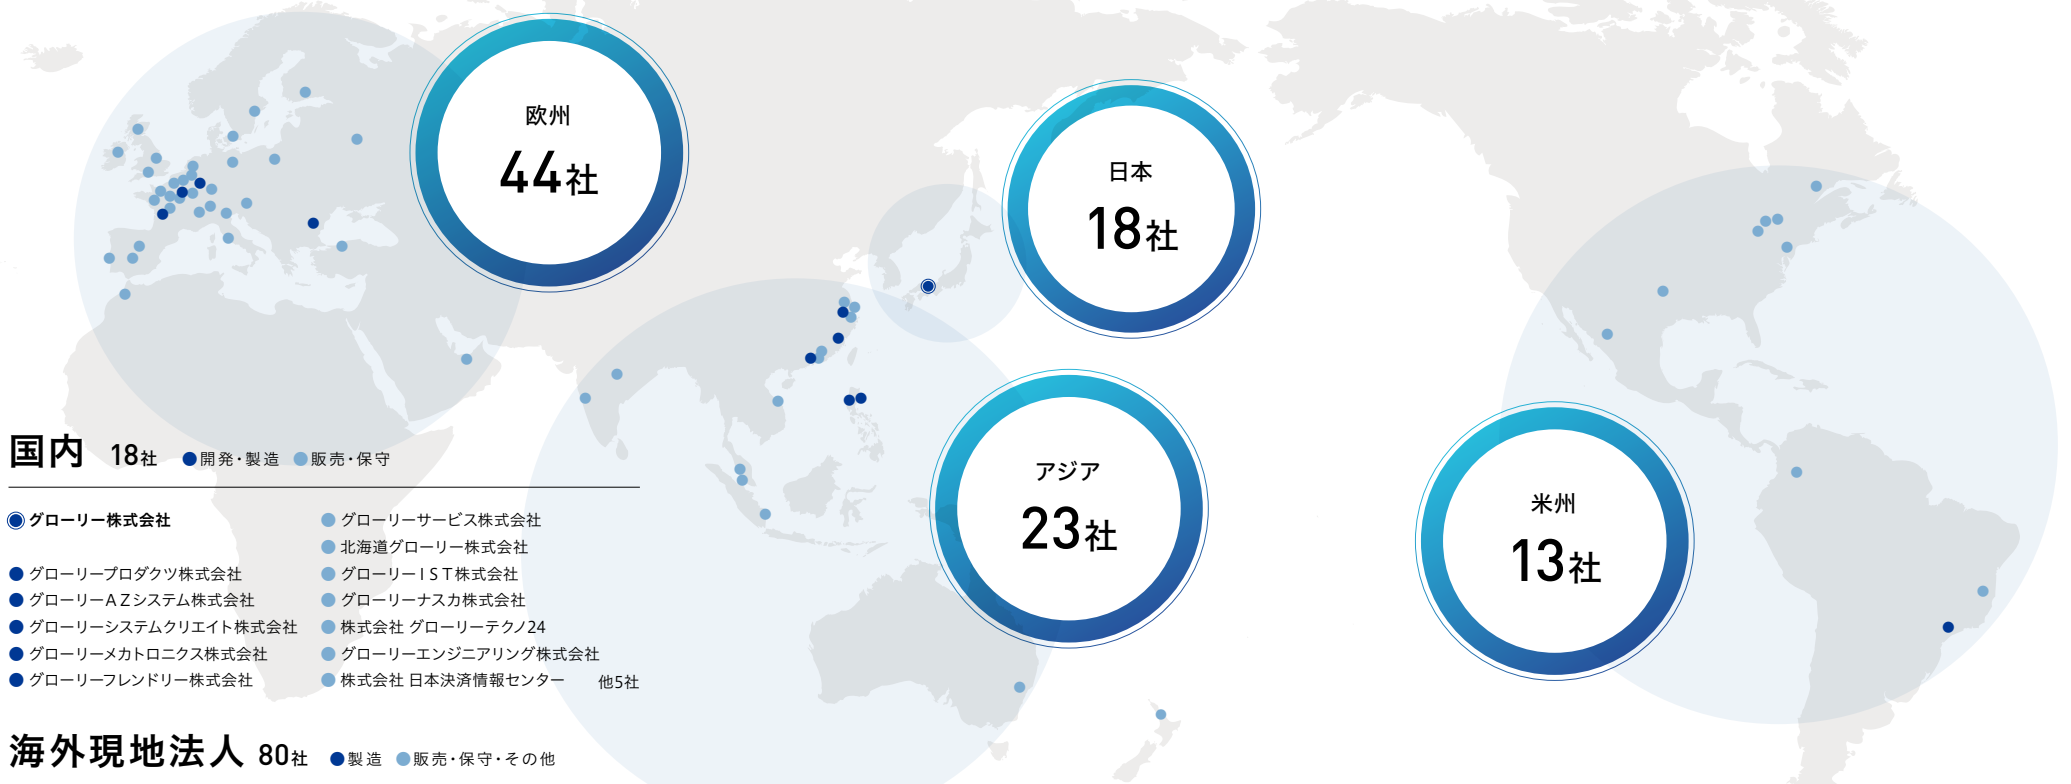 欧州
44社
日本
18社
アジア
23社
米州
13社
国内 18社 ●開発・製造 ●販売・保守
グローリー株式会社
グローリープロダクツ株式会社
グローリーAZシステム株式会社
グローリーシステムクリエイト株式会社
グローリーメカトロニクス株式会社
グローリーフレンドリー株式会社
グローリーサービス株式会社
北海道グローリー株式会社
グローリーIST株式会社
グローリーナスカ株式会社
株式会社 グローリーテクノ24
グローリーエンジニアリング株式会社
株式会社 日本決済情報センター 他5社
海外現地法人 80社 ●製造 ●販売・保守・その他